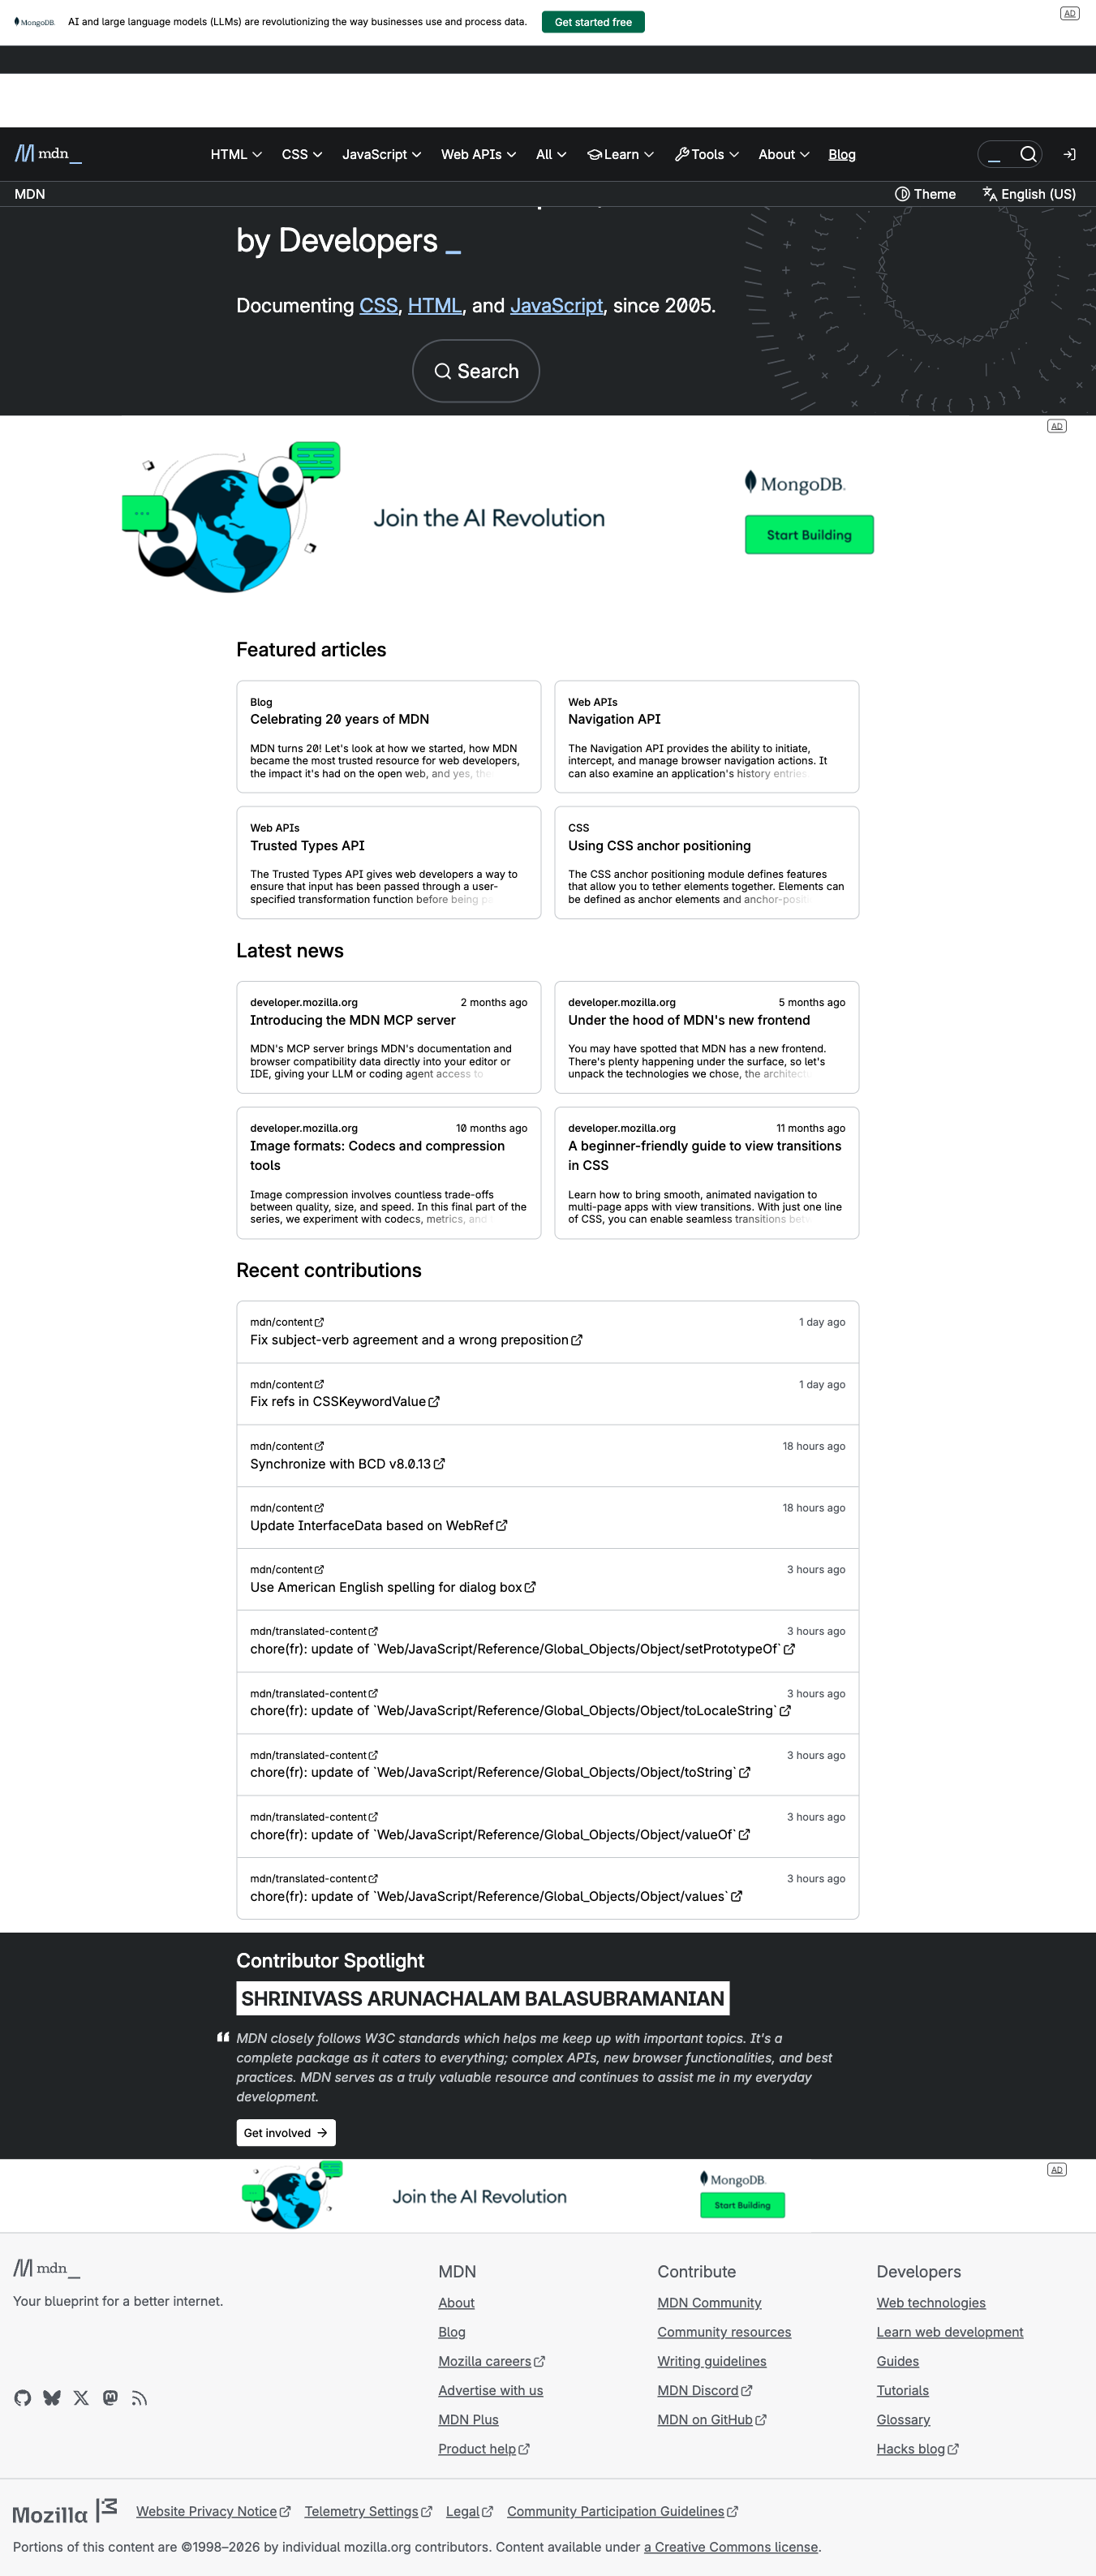 MongoDB.
AI and large language models (LLMs) are revolutionizing the way businesses use and process data.
Get started free
AD
mdn_
HTML
CSS
JavaScript
Web APIs
All
Learn
Tools
About
Blog
MDN
Theme
English (US)
by Developers _
Documenting CSS, HTML, and JavaScript, since 2005.
Search
AD
Join the AI Revolution
MongoDB.
Start Building
Featured articles
Blog
Celebrating 20 years of MDN
MDN turns 20! Let's look at how we started, how MDN
became the most trusted resource for web developers,
the impact it's had on the open web, and yes, the
Web APIs
Navigation API
The Navigation API provides the ability to initiate,
intercept, and manage browser navigation actions. It
can also examine an application's history entries
Web APIs
Trusted Types API
The Trusted Types API gives web developers a way to
ensure that input has been passed through a user-
specified transformation function before being
CSS
Using CSS anchor positioning
The CSS anchor positioning module defines features
that allow you to tether elements together. Elements can
be defined as anchor elements and
Latest news
developer.mozilla.org
2 months ago
Introducing the MDN MCP server
MDN's MCP server brings MDN's documentation and
browser compatibility data directly into your editor or
IDE, giving your LLM or coding agent access to
developer.mozilla.org
5 months ago
Under the hood of MDN's new frontend
You may have spotted that MDN has a new frontend.
There's plenty happening under the surface, so let's
unpack the technologies we chose, the
developer.mozilla.org
10 months ago
Image formats: Codecs and compression
tools
Image compression involves countless trade-offs
between quality, size, and speed. In this final part of the
series, we experiment with codecs, metrics, and
developer.mozilla.org
11 months ago
A beginner-friendly guide to view transitions
in CSS
Learn how to bring smooth, animated navigation to
multi-page apps with view transitions. With just one line
of CSS, you can enable seamless transitions
Recent contributions
mdn/content
1 day ago
Fix subject-verb agreement and a wrong preposition
mdn/content
1 day ago
Fix refs in CSSKeywordValue
mdn/content
18 hours ago
Synchronize with BCD v8.0.13
mdn/content
18 hours ago
Update InterfaceData based on WebRef
mdn/content
3 hours ago
Use American English spelling for dialog box
mdn/translated-content
3 hours ago
chore(fr): update of `Web/JavaScript/Reference/Global_Objects/Object/setPrototypeOf`
mdn/translated-content
3 hours ago
chore(fr): update of `Web/JavaScript/Reference/Global_Objects/Object/toLocaleString`
mdn/translated-content
3 hours ago
chore(fr): update of `Web/JavaScript/Reference/Global_Objects/Object/toString`
mdn/translated-content
3 hours ago
chore(fr): update of `Web/JavaScript/Reference/Global_Objects/Object/valueOf`
mdn/translated-content
3 hours ago
chore(fr): update of `Web/JavaScript/Reference/Global_Objects/Object/values`
Contributor Spotlight
SHRINIVASS ARUNACHALAM BALASUBRAMANIAN
“ MDN closely follows W3C standards which helps me keep up with important topics. It's a
complete package as it caters to everything; complex APIs, new browser functionalities, and best
practices. MDN serves as a truly valuable resource and continues to assist me in my everyday
development.
Get involved
Join the AI Revolution
MongoDB.
Start Building
AD
mdn_
Your blueprint for a better internet.
MDN
About
Blog
Mozilla careers
Advertise with us
MDN Plus
Product help
Contribute
MDN Community
Community resources
Writing guidelines
MDN Discord
MDN on GitHub
Developers
Web technologies
Learn web development
Guides
Tutorials
Glossary
Hacks blog
Mozilla
Website Privacy Notice
Telemetry Settings
Legal
Community Participation Guidelines
Portions of this content are ©1998–2026 by individual mozilla.org contributors. Content available under a Creative Commons license.